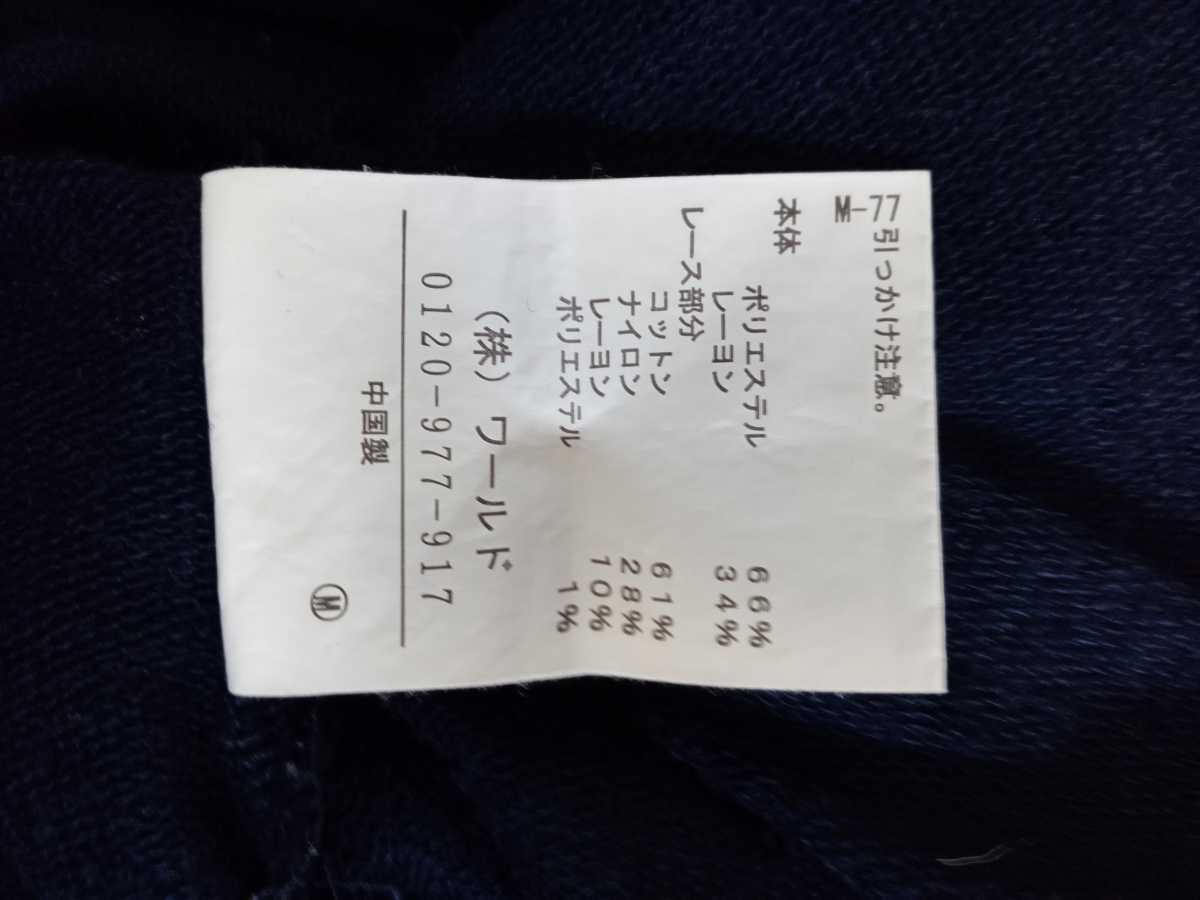 M-77
引っかけ注意。
本体
ポリエステル 66%
レーヨン 34%
レース部分
コットン 61%
ナイロン 28%
レーヨン 10%
ポリエステル 1%
(株) ワールド
0120-977-917
中国製
Ⓜ